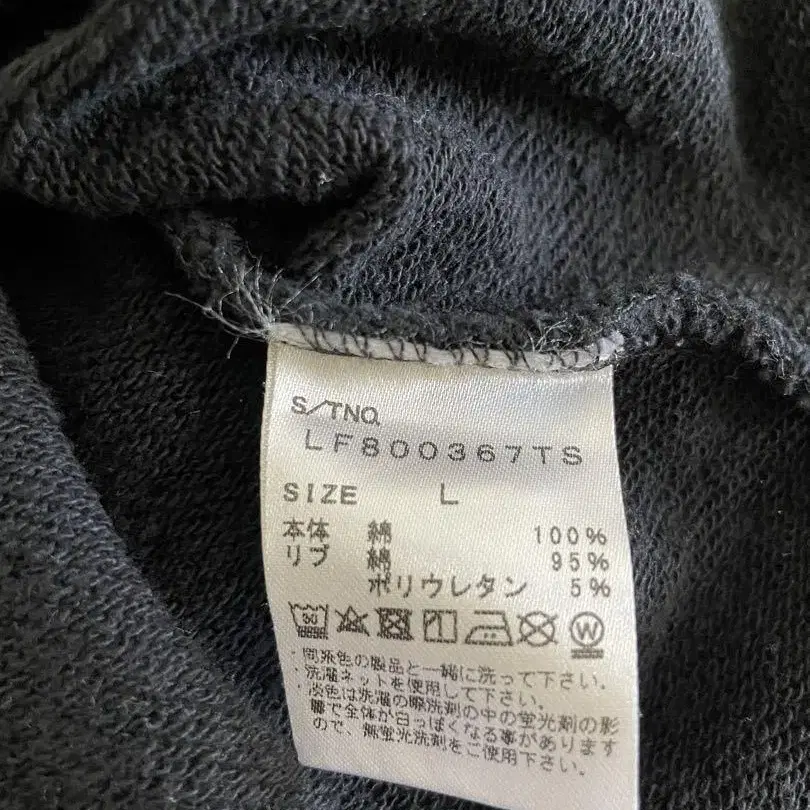 S/TNO.
LF800367TS
SIZE L
本体 綿 100%
リブ 綿 95%
ポリウレタン 5%
30
W
・同系色の製品と一緒に洗って下さい。
・洗濯ネットを使用して下さい。
・淡色は洗濯の際洗剤の中の蛍光剤の影
響で全体が白っぽくなる事があります
ので、無蛍光洗剤をご使用下さい。